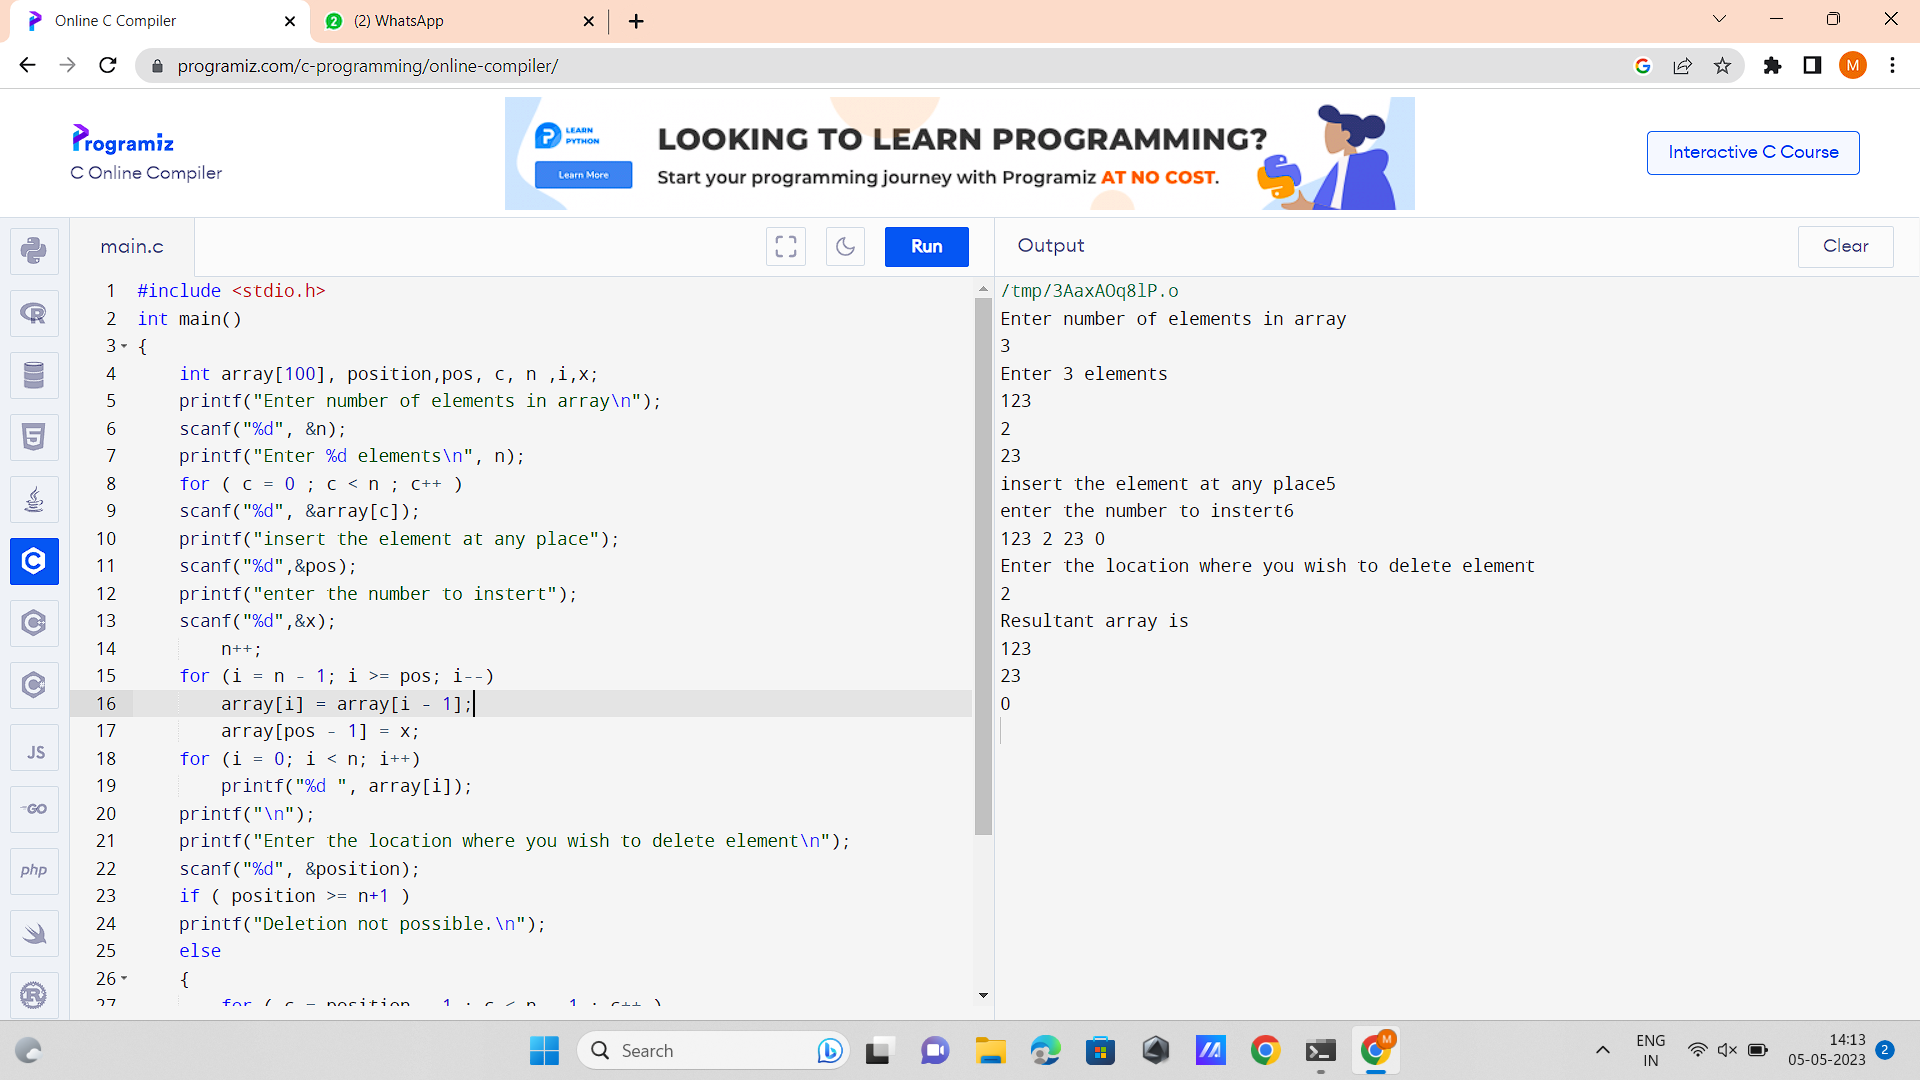 Online C Compiler
2
(2) WhatsApp
programiz.com/c-programming/online-compiler/
M
Programiz
C Online Compiler
LEARN
PYTHON
Learn More
LOOKING TO LEARN PROGRAMMING?
Start your programming journey with Programiz AT NO COST.
Interactive C Course
main.c
Run
Output
Clear
1 #include <stdio.h>
2 int main()
3 {
4 int array[100], position,pos, c, n ,i,x;
5 printf("Enter number of elements in array\n");
6 scanf("%d", &n);
7 printf("Enter %d elements\n", n);
8 for ( c = 0 ; c < n ; c++ )
9 scanf("%d", &array[c]);
10 printf("insert the element at any place");
11 scanf("%d",&pos);
12 printf("enter the number to instert");
13 scanf("%d",&x);
14 n++;
15 for (i = n - 1; i >= pos; i--)
16 array[i] = array[i - 1];
17 array[pos - 1] = x;
18 for (i = 0; i < n; i++)
19 printf("%d ", array[i]);
20 printf("\n");
21 printf("Enter the location where you wish to delete element\n");
22 scanf("%d", &position);
23 if ( position >= n+1 )
24 printf("Deletion not possible.\n");
25 else
26 {
27 for ( c = position - 1 ; c < n - 1 ; c++ )
/tmp/3AaxAOq8lP.o
Enter number of elements in array
3
Enter 3 elements
123
2
23
insert the element at any place5
enter the number to instert6
123 2 23 0
Enter the location where you wish to delete element
2
Resultant array is
123
23
0
R
5
C
JS
GO
php
R
Search
M
ENG
IN
14:13
05-05-2023
2